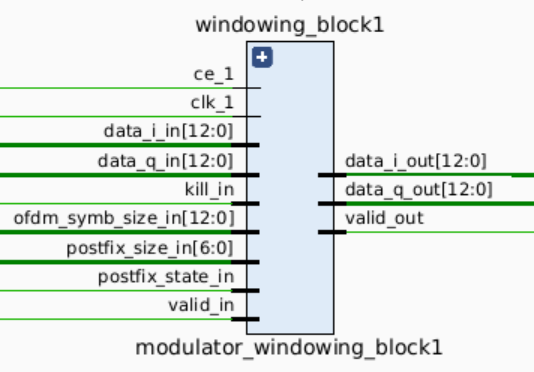 windowing_block1
ce_1
clk_1
data_i_in[12:0]
data_q_in[12:0]
kill_in
ofdm_symb_size_in[12:0]
postfix_size_in[6:0]
postfix_state_in
valid_in
data_i_out[12:0]
data_q_out[12:0]
valid_out
modulator_windowing_block1